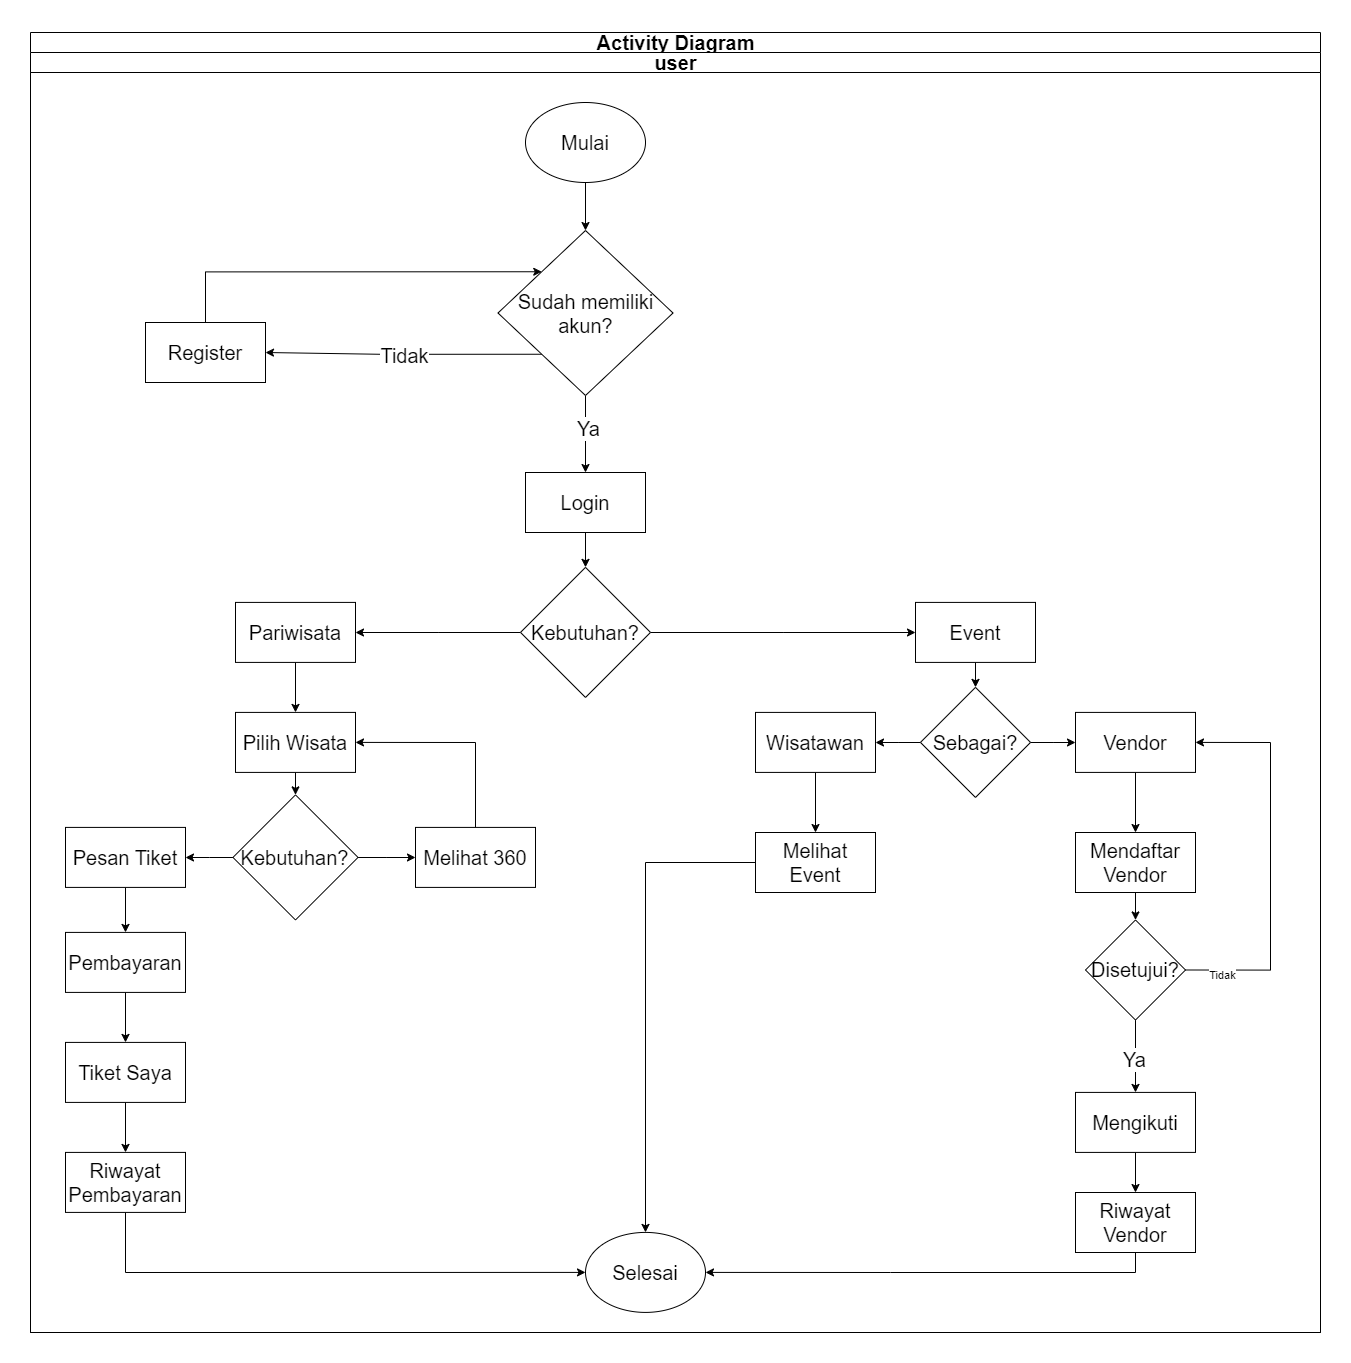 Activity Diagram
user
Mulai
Sudah memiliki
akun?
Register
Tidak
Ya
Login
Pariwisata
Kebutuhan?
Event
Pilih Wisata
Wisatawan
Sebagai?
Vendor
Pesan Tiket
Kebutuhan?
Melihat 360
Melihat
Event
Mendaftar
Vendor
Pembayaran
Disetujui?
Tidak
Tiket Saya
Ya
Mengikuti
Riwayat
Pembayaran
Riwayat
Vendor
Selesai